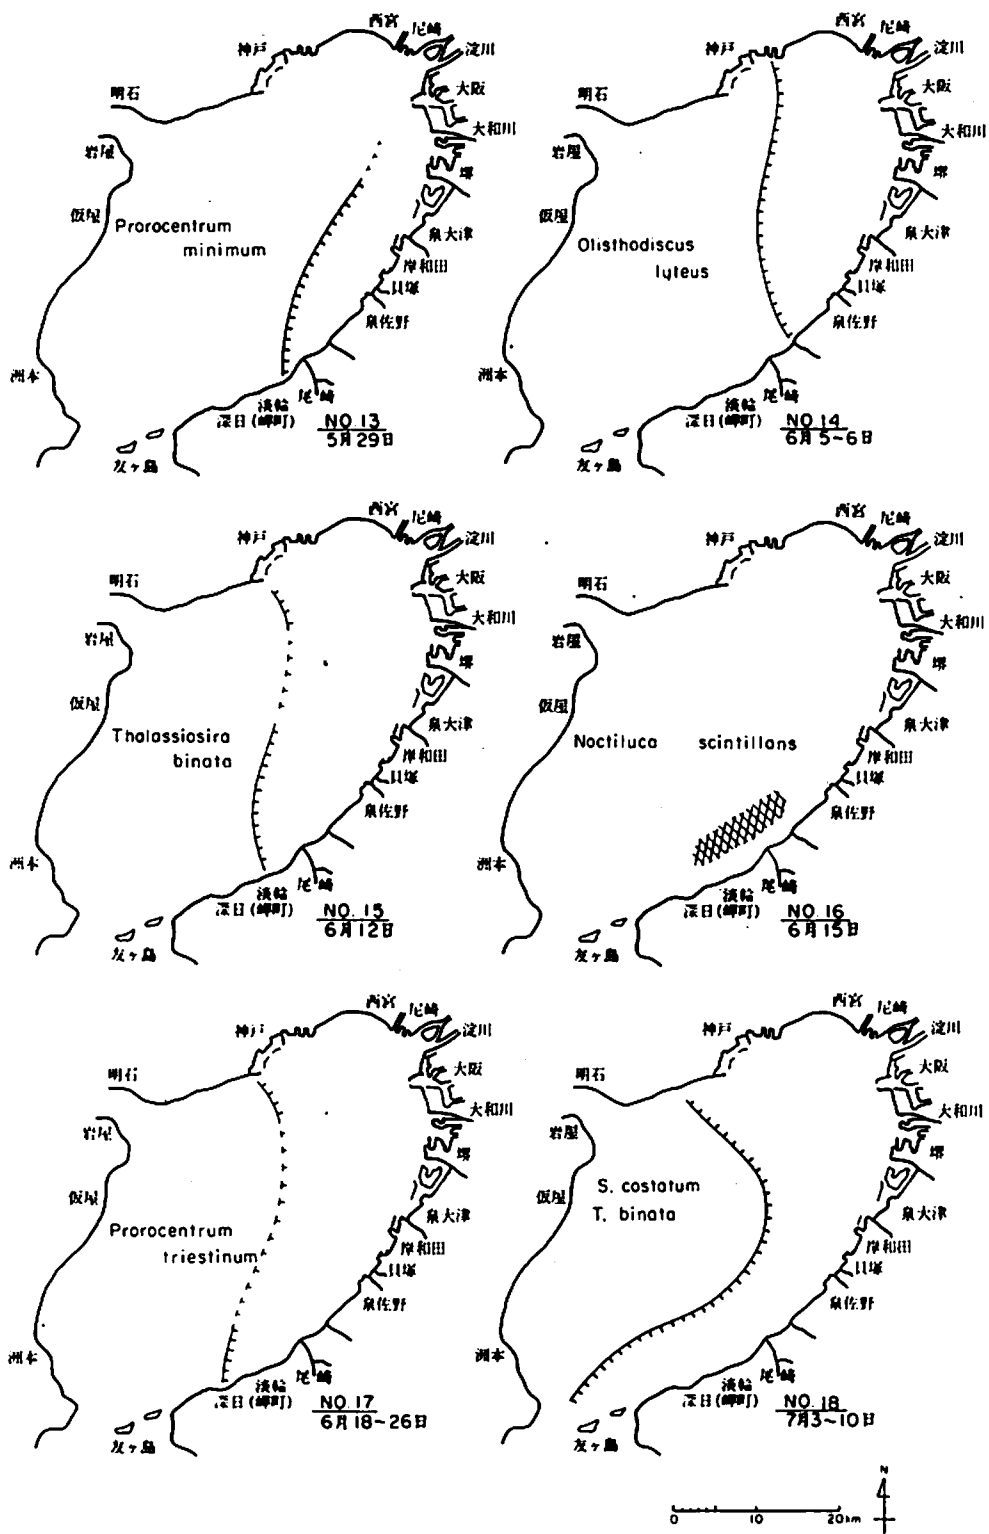 西宮
尼崎
神戸
淀川
明石
大阪
大和川
岩屋
堺
仮屋
Prorocentrum
minimum
泉大津
岸和田
貝塚
泉佐野
洲本
尾崎
淡輪
深日(岬町)
NO.13
5月29日
友ヶ島
西宮
尼崎
神戸
淀川
明石
大阪
大和川
岩屋
堺
仮屋
Olisthodiscus
luteus
泉大津
岸和田
貝塚
泉佐野
洲本
尾崎
淡輪
深日(岬町)
NO.14
6月5~6日
友ヶ島
西宮
尼崎
神戸
淀川
明石
大阪
大和川
岩屋
堺
仮屋
Thalassiosira
binata
泉大津
岸和田
貝塚
泉佐野
洲本
尾崎
淡輪
深日(岬町)
NO.15
6月12日
友ヶ島
西宮
尼崎
神戸
淀川
明石
大阪
大和川
岩屋
堺
仮屋
Noctiluca scintillans
泉大津
岸和田
貝塚
泉佐野
洲本
尾崎
淡輪
深日(岬町)
NO.16
6月15日
友ヶ島
西宮
尼崎
神戸
淀川
明石
大阪
大和川
岩屋
堺
仮屋
Prorocentrum
triestinum
泉大津
岸和田
貝塚
泉佐野
洲本
尾崎
淡輪
深日(岬町)
NO.17
6月18~26日
友ヶ島
西宮
尼崎
神戸
淀川
明石
大阪
大和川
岩屋
堺
仮屋
S. costatum
T. binata
泉大津
岸和田
貝塚
泉佐野
洲本
尾崎
淡輪
深日(岬町)
NO.18
7月3~10日
友ヶ島
N
0 10 20km